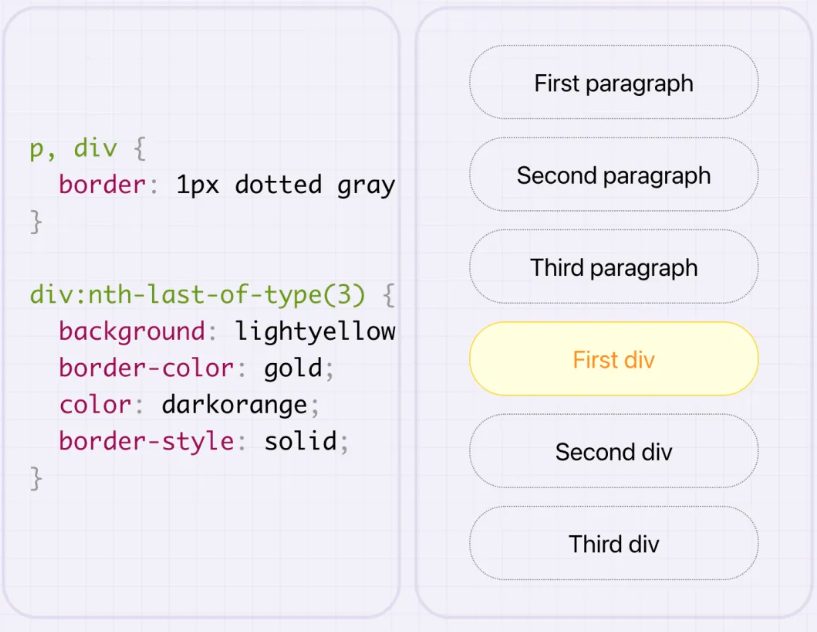 p, div {
border: 1px dotted gray
}
div:nth-last-of-type(3) {
background: lightyellow
border-color: gold;
color: darkorange;
border-style: solid;
}
First paragraph
Second paragraph
Third paragraph
First div
Second div
Third div